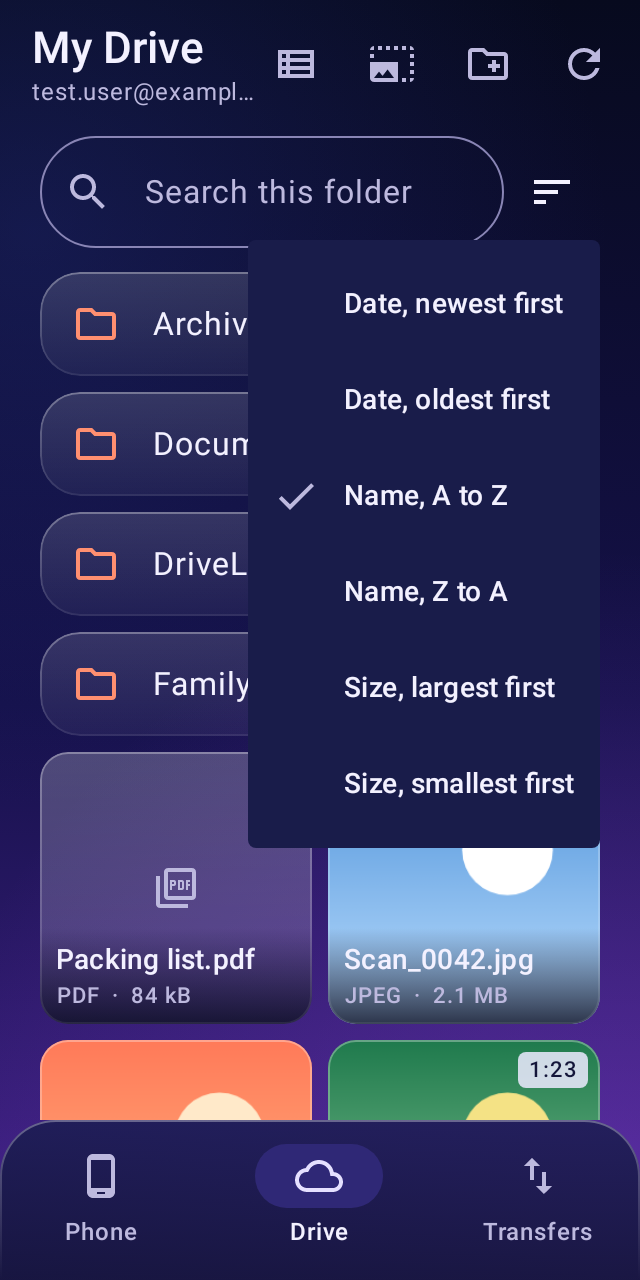 My Drive
test.user@exampl…
Search this folder
Date, newest first
Archiv
Date, oldest first
Docum
Name, A to Z
DriveL
Name, Z to A
Family
Size, largest first
Size, smallest first
PDF
Packing list.pdf
PDF · 84 kB
Scan_0042.jpg
JPEG · 2.1 MB
1:23
Phone
Drive
Transfers